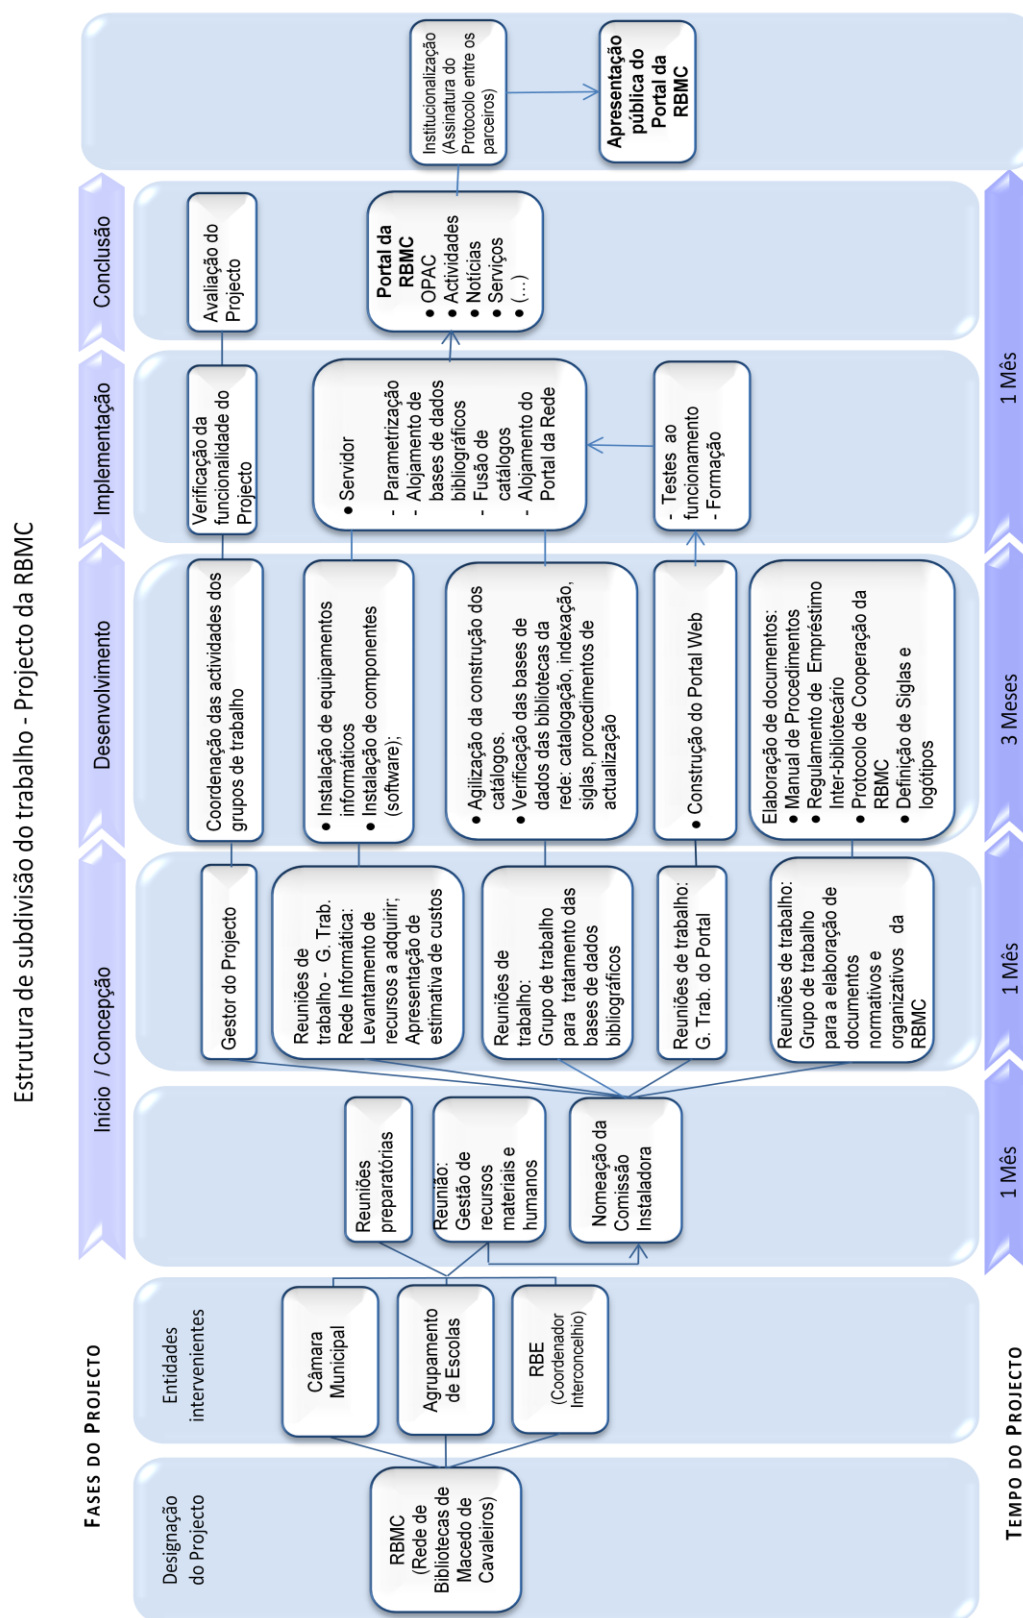 Estrutura de subdivisão do trabalho - Projecto da RBMC
FASES DO PROJECTO
Início / Concepção
Desenvolvimento
Implementação
Conclusão
Designação
do Projecto
RBMC
(Rede de
Bibliotecas de
Macedo de
Cavaleiros)
Entidades
intervenientes
Câmara
Municipal
Agrupamento
de Escolas
RBE
(Coordenador
Interconcelhio)
Reuniões
preparatórias
Reunião:
Gestão de
recursos
materiais e
humanos
Nomeação da
Comissão
Instaladora
Gestor do Projecto
Reuniões de
trabalho - G. Trab.
Rede Informática:
Levantamento de
recursos a adquirir;
Apresentação de
estimativa de custos
Reuniões de
trabalho:
Grupo de trabalho
para tratamento das
bases de dados
bibliográficos
Reuniões de trabalho:
G. Trab. do Portal
Reuniões de trabalho:
Grupo de trabalho
para a elaboração de
documentos
normativos e
organizativos da
RBMC
Coordenação das actividades dos
grupos de trabalho
● Instalação de equipamentos
informáticos
● Instalação de componentes
(software);
● Agilização da construção dos
catálogos.
● Verificação das bases de
dados das bibliotecas da
rede: catalogação, indexação,
siglas, procedimentos de
actualização
● Construção do Portal Web
Elaboração de documentos:
● Manual de Procedimentos
● Regulamento de Empréstimo
Inter-bibliotecário
● Protocolo de Cooperação da
RBMC
● Definição de Siglas e
logótipos
Verificação da
funcionalidade do
Projecto
● Servidor
- Parametrização
- Alojamento de
bases de dados
bibliográficos
- Fusão de
catálogos
- Alojamento do
Portal da Rede
- Testes ao
funcionamento
- Formação
Avaliação do
Projecto
Portal da
RBMC
● OPAC
● Actividades
● Notícias
● Serviços
● (…)
Institucionalização
(Assinatura do
Protocolo entre os
parceiros)
Apresentação
pública do
Portal da
RBMC
TEMPO DO PROJECTO
1 Mês
1 Mês
3 Meses
1 Mês